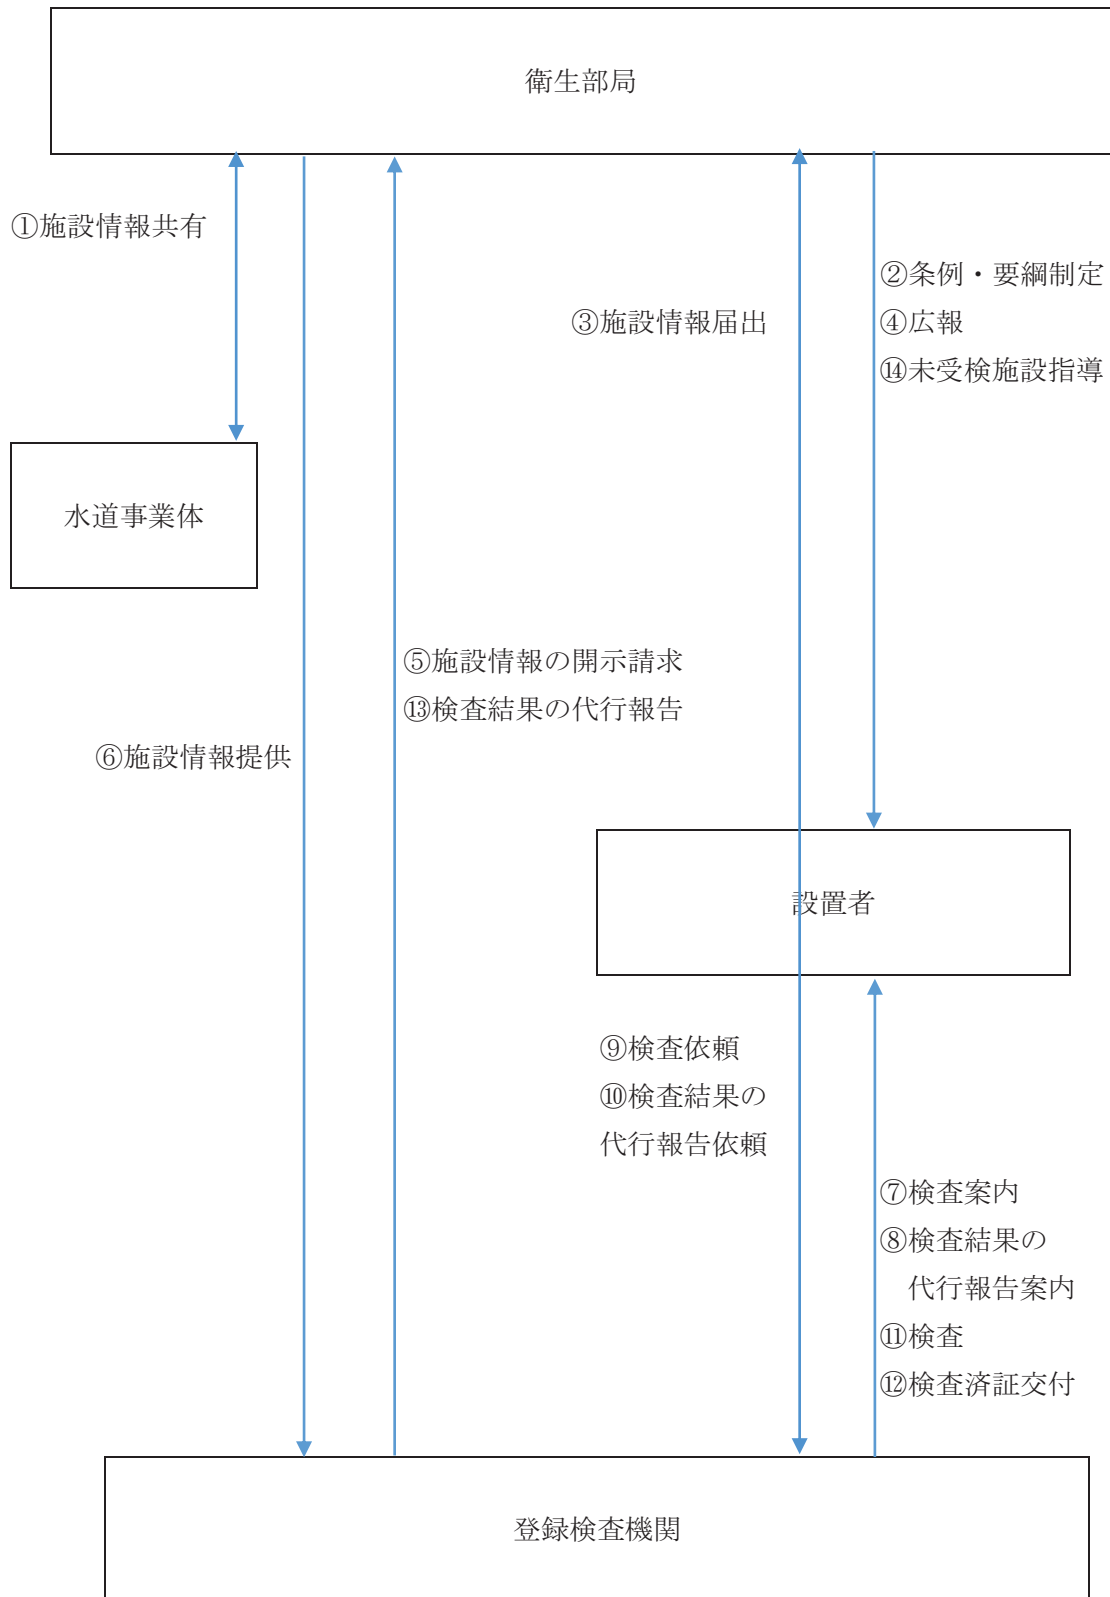 衛生部局
①施設情報共有
②条例・要綱制定
③施設情報届出
④広報
⑭未受検施設指導
水道事業体
⑤施設情報の開示請求
⑬検査結果の代行報告
⑥施設情報提供
設置者
⑨検査依頼
⑩検査結果の
代行報告依頼
⑦検査案内
⑧検査結果の
代行報告案内
⑪検査
⑫検査済証交付
登録検査機関